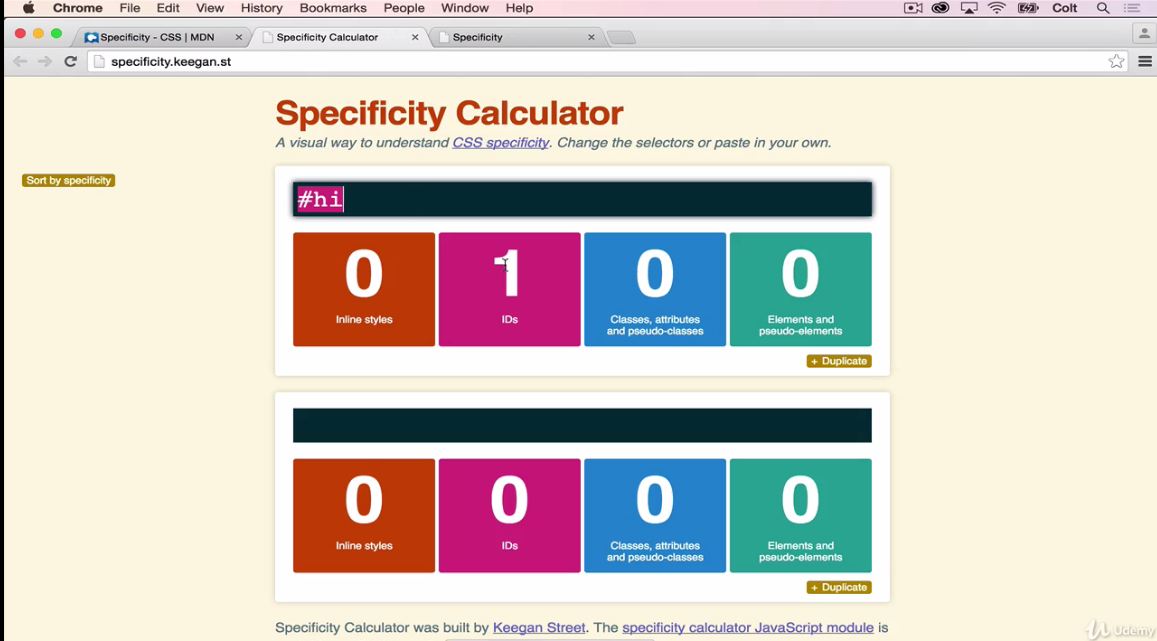 Chrome File Edit View History Bookmarks People Window Help Colt
Specificity - CSS | MDN Specificity Calculator Specificity
specificity.keegan.st
Specificity Calculator
A visual way to understand CSS specificity. Change the selectors or paste in your own.
Sort by specificity
#hi
0 1 0 0
Inline styles IDs Classes, attributes and pseudo-classes Elements and pseudo-elements
+ Duplicate
0 0 0 0
Inline styles IDs Classes, attributes and pseudo-classes Elements and pseudo-elements
+ Duplicate
Specificity Calculator was built by Keegan Street. The specificity calculator JavaScript module is
Udemy